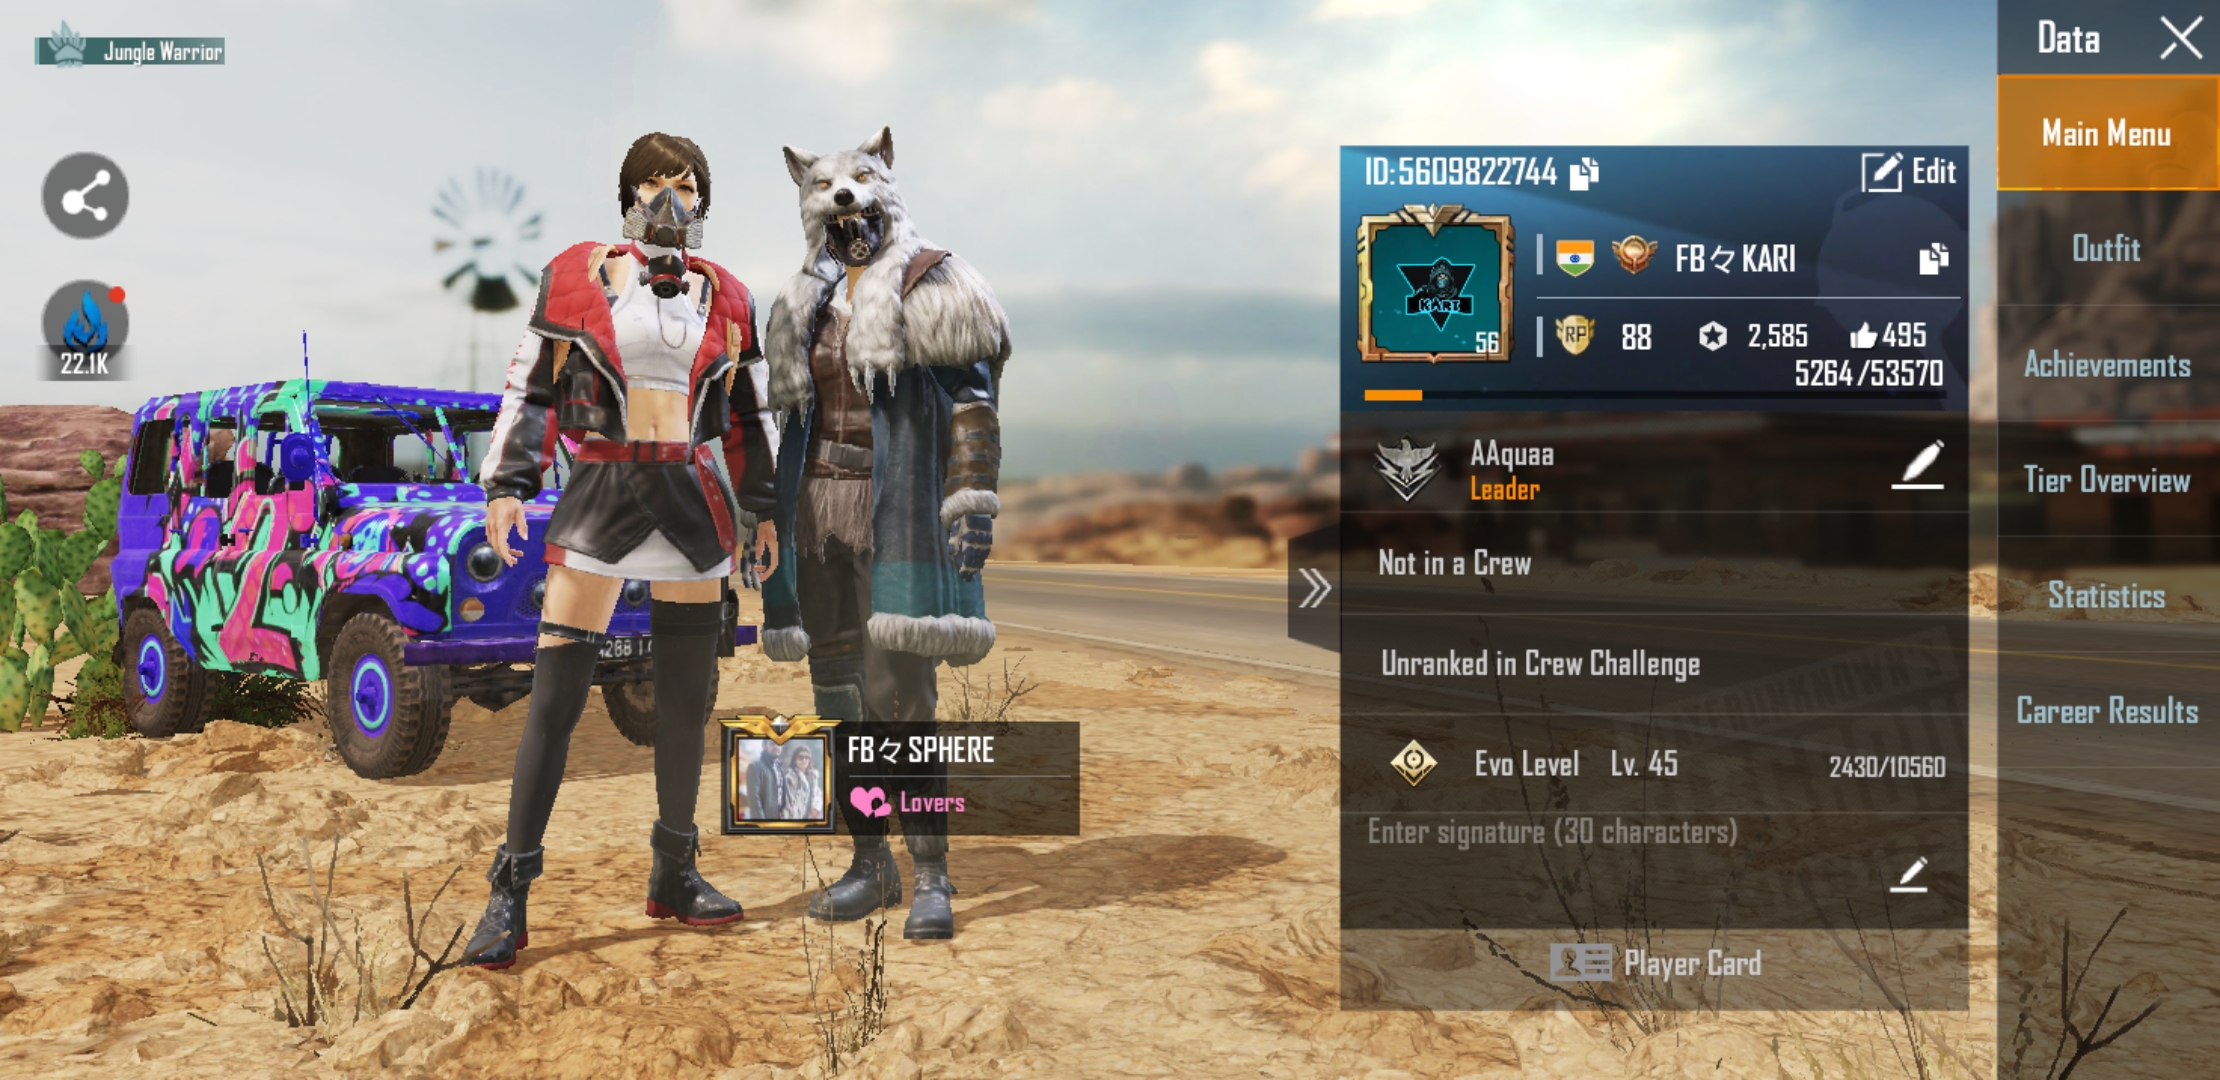 Jungle Warrior
22.1K
FB々SPHERE
Lovers
ID:5609822744
Edit
KARI
56
FB々KARI
RP
88
2,585
495
5264/53570
AAquaa
Leader
Not in a Crew
Unranked in Crew Challenge
Evo Level Lv. 45
2430/10560
Enter signature (30 characters)
Player Card
Data
Main Menu
Outfit
Achievements
Tier Overview
Statistics
Career Results